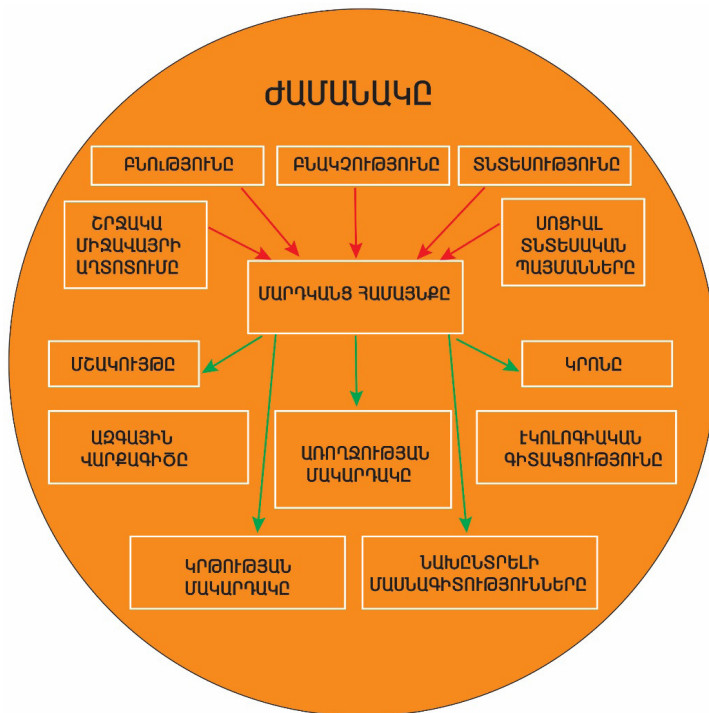 ԺԱՄԱՆԱԿԸ
ԲՆՈւԹՅՈՒՆԸ
ԲՆԱԿՉՈՒԹՅՈՒՆԸ
ՏՆՏԵՍՈՒԹՅՈՒՆԸ
ՇՐՋԱԿԱ
ՄԻՋԱՎԱՅՐԻ
ԱՂՏՈՏՈՒՄԸ
ՍՈՑԻԱԼ
ՏՆՏԵՍԱԿԱՆ
ՊԱՅՄԱՆՆԵՐԸ
ՄԱՐԴԿԱՆՑ ՀԱՄԱՅՆՔԸ
ՄՇԱԿՈՒՅԹԸ
ԿՐՈՆԸ
ԱԶԳԱՅԻՆ
ՎԱՐՔԱԳԻԾԸ
ԱՌՈՂՋՈՒԹՅԱՆ
ՄԱԿԱՐԴԱԿԸ
ԷԿՈԼՈԳԻԱԿԱՆ
ԳԻՏԱԿՑՈՒԹՅՈՒՆԸ
ԿՐԹՈՒԹՅԱՆ
ՄԱԿԱՐԴԱԿԸ
ՆԱԽԸՆՏՐԵԼԻ
ՄԱՍՆԱԳԻՏՈՒԹՅՈՒՆՆԵՐԸ